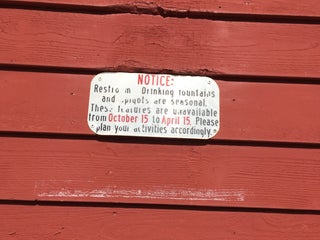 NOTICE:
Restroom Drinking fountains
and spigots are seasonal.
These features are unavailable
from October 15 to April 15. Please
plan your activities accordingly.